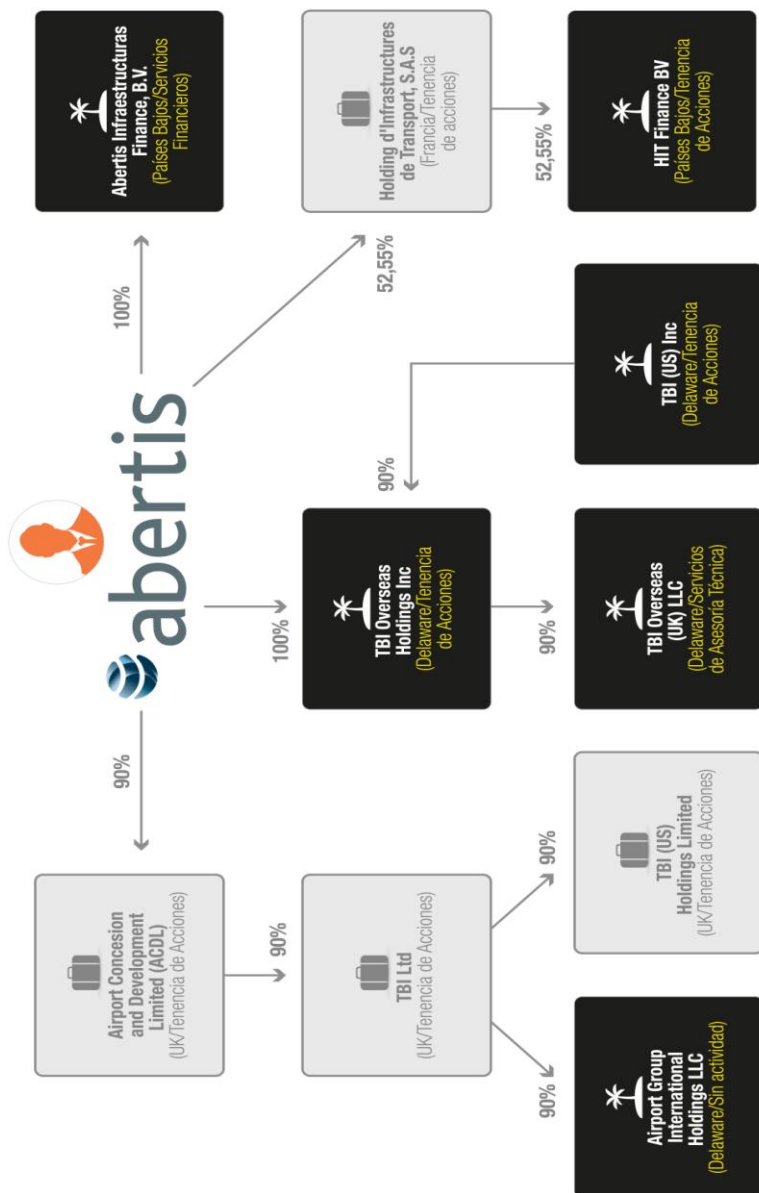 abertis
90%
100%
52,55%
100%
Airport Concesion
and Development
Limited (ACDL)
(UK/Tenencia de Acciones)
90%
TBI Ltd
(UK/Tenencia de Acciones)
90%
90%
Airport Group
International
Holdings LLC
(Delaware/Sin actividad)
TBI (US)
Holdings Limited
(UK/Tenencia de Acciones)
TBI Overseas
Holdings Inc
(Delaware/Tenencia
de Acciones)
90%
90%
TBI Overseas
(UK) LLC
(Delaware/Servicios
de Asesoría Técnica)
TBI (US) Inc
(Delaware/Tenencia
de Acciones)
Abertis Infraestructuras
Finance, B.V.
(Países Bajos/Servicios
Financieros)
Holding d'Infrastructures
de Transport, S.A.S
(Francia/Tenencia
de acciones)
52,55%
HIT Finance BV
(Países Bajos/Tenencia
de Acciones)